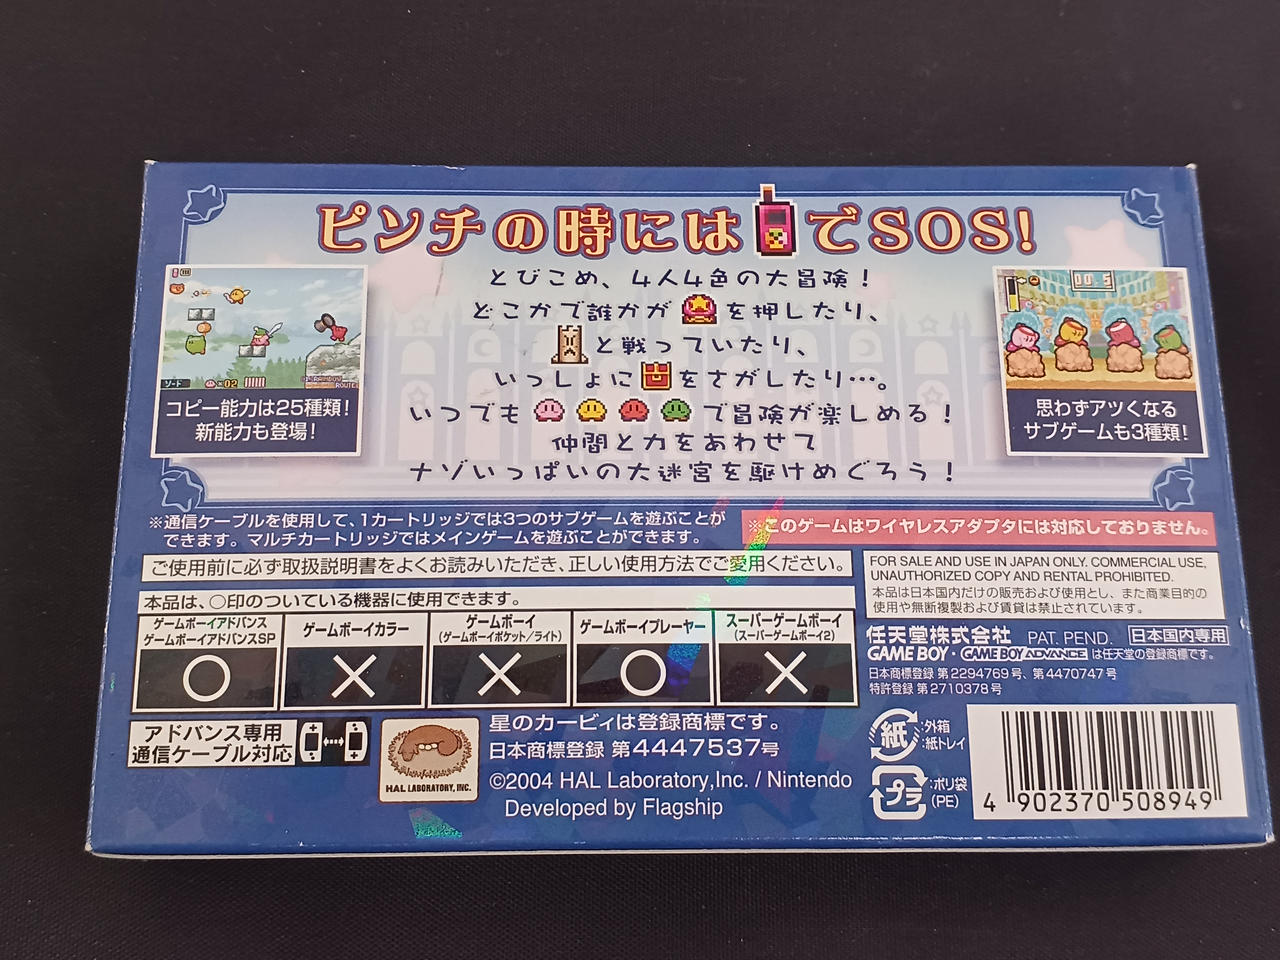 ピンチの時にはでSOS!
とびこめ、4人4色の大冒険!
どこかで誰かがを押したり、
と戦っていたり、
いっしょにをさがしたり…。
いつでもで冒険が楽しめる!
仲間と力をあわせて
ナゾいっぱいの大迷宮を駆けめぐろう!
ソード
×02
ROUTE
コピー能力は25種類!
新能力も登場!
00.5
思わずアツくなる
サブゲームも3種類!
※通信ケーブルを使用して、1カートリッジでは3つのサブゲームを遊ぶことが
できます。マルチカートリッジではメインゲームを遊ぶことができます。
※このゲームはワイヤレスアダプタには対応しておりません。
ご使用前に必ず取扱説明書をよくお読みいただき、正しい使用方法でご愛用ください。
本品は、○印のついている機器に使用できます。
ゲームボーイアドバンス
ゲームボーイアドバンスSP
○
ゲームボーイカラー
×
ゲームボーイ
(ゲームボーイポケット/ライト)
×
ゲームボーイプレーヤー
○
スーパーゲームボーイ
(スーパーゲームボーイ2)
×
FOR SALE AND USE IN JAPAN ONLY. COMMERCIAL USE,
UNAUTHORIZED COPY AND RENTAL PROHIBITED.
本品は日本国内だけの販売および使用とし、また商業目的の
使用や無断複製および賃貸は禁止されています。
任天堂株式会社 PAT. PEND. 日本国内専用
GAME BOY・GAME BOY ADVANCE は任天堂の登録商標です。
日本商標登録 第2294769号、第4470747号
特許登録 第2710378号
アドバンス専用
通信ケーブル対応
HAL LABORATORY, INC.
星のカービィは登録商標です。
日本商標登録 第4447537号
©2004 HAL Laboratory,Inc. / Nintendo
Developed by Flagship
紙
:外箱
:紙トレイ
プラ
:ポリ袋
(PE)
4 902370 508949